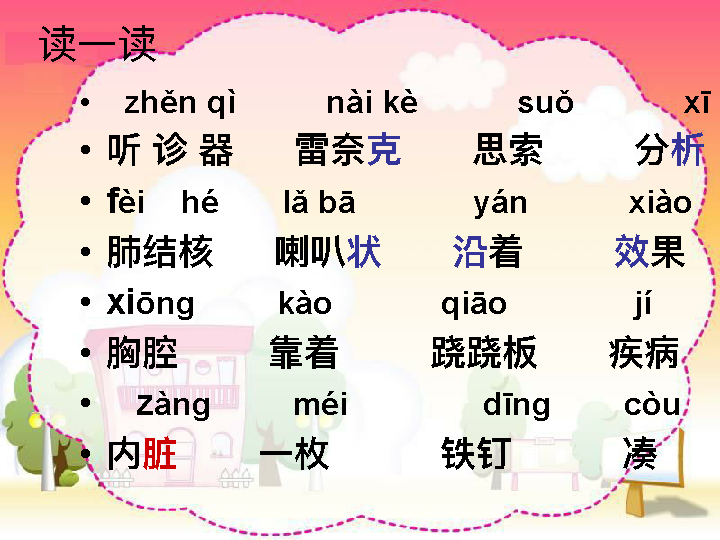 读一读
• zhěn qì nài kè suǒ xī
• 听 诊 器 雷奈克 思索 分析
• fèi hé lǎ bā yán xiào
• 肺结核 喇叭状 沿着 效果
• xiōng kào qiāo jí
• 胸腔 靠着 跷跷板 疾病
• zàng méi dīng còu
• 内脏 一枚 铁钉 凑